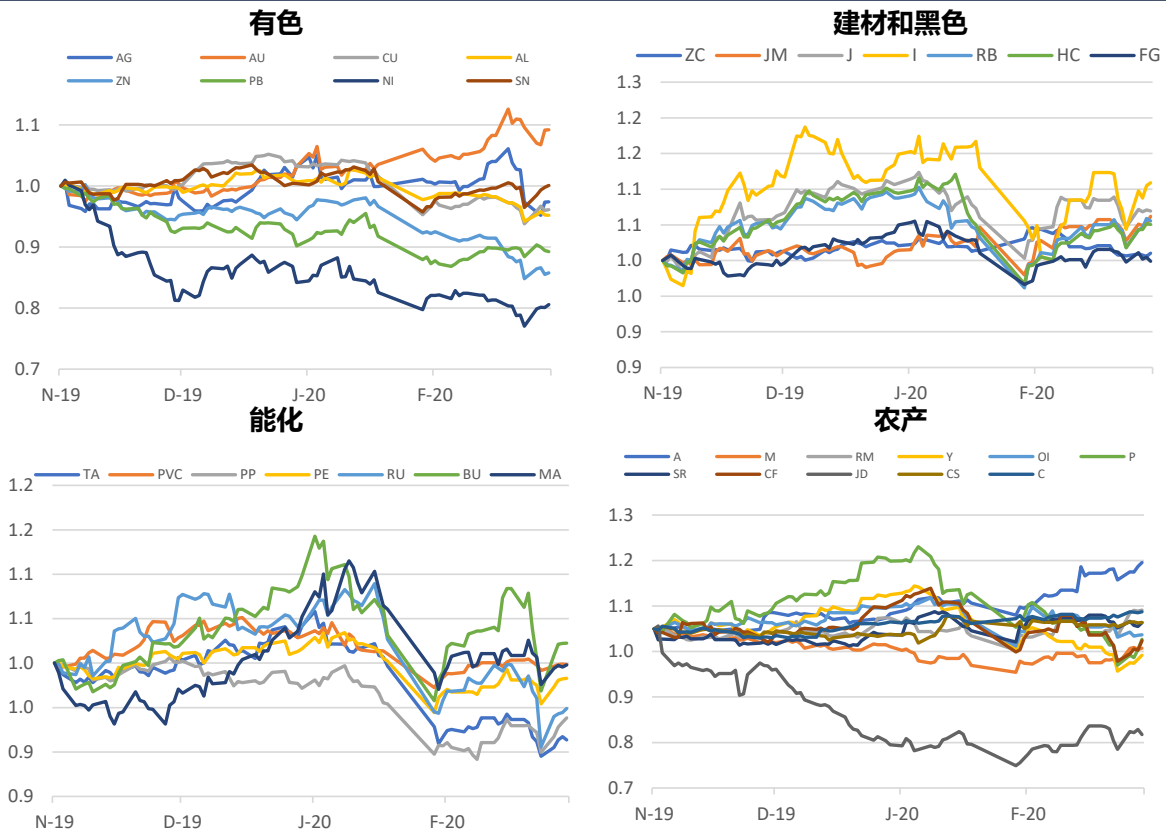 有色
AG AU CU AL
ZN PB NI SN
1.1
1.0
0.9
0.8
0.7
N-19 D-19 J-20 F-20
建材和黑色
ZC JM J I RB HC FG
1.3
1.2
1.2
1.1
1.1
1.0
1.0
0.9
0.9
N-19 D-19 J-20 F-20
能化
TA PVC PP PE RU BU MA
1.2
1.2
1.1
1.1
1.0
1.0
0.9
0.9
N-19 D-19 J-20 F-20
农产
A M RM Y OI P
SR CF JD CS C
1.3
1.2
1.1
1.0
0.9
0.8
0.7
N-19 D-19 J-20 F-20